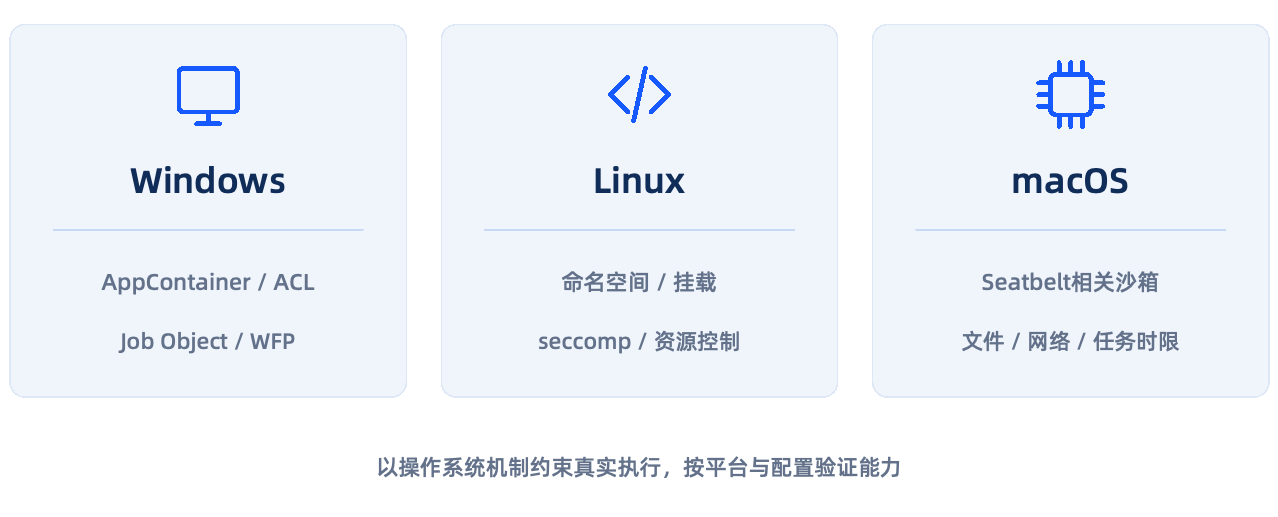 Windows
AppContainer / ACL
Job Object / WFP
Linux
命名空间 / 挂载
seccomp / 资源控制
macOS
Seatbelt相关沙箱
文件 / 网络 / 任务时限
以操作系统机制约束真实执行，按平台与配置验证能力